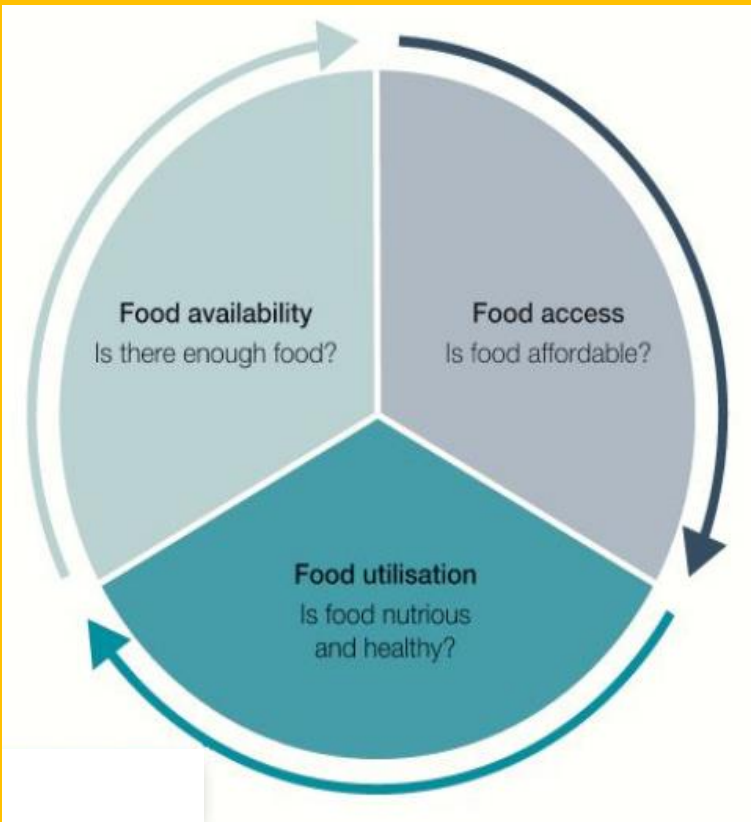 Food availability
Is there enough food?
Food access
Is food affordable?
Food utilisation
Is food nutrious
and healthy?